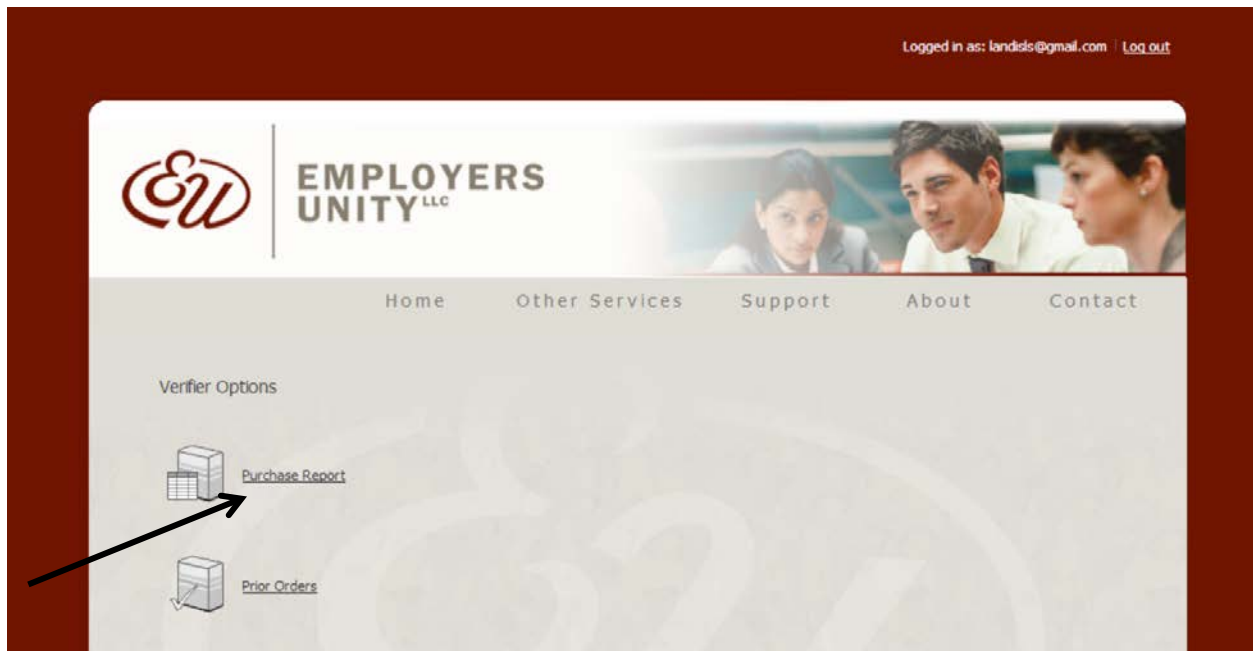 Logged in as: landisls@gmail.com | Log out
EU
EMPLOYERS
UNITY LLC
Home Other Services Support About Contact
Verifier Options
Purchase Report
Prior Orders